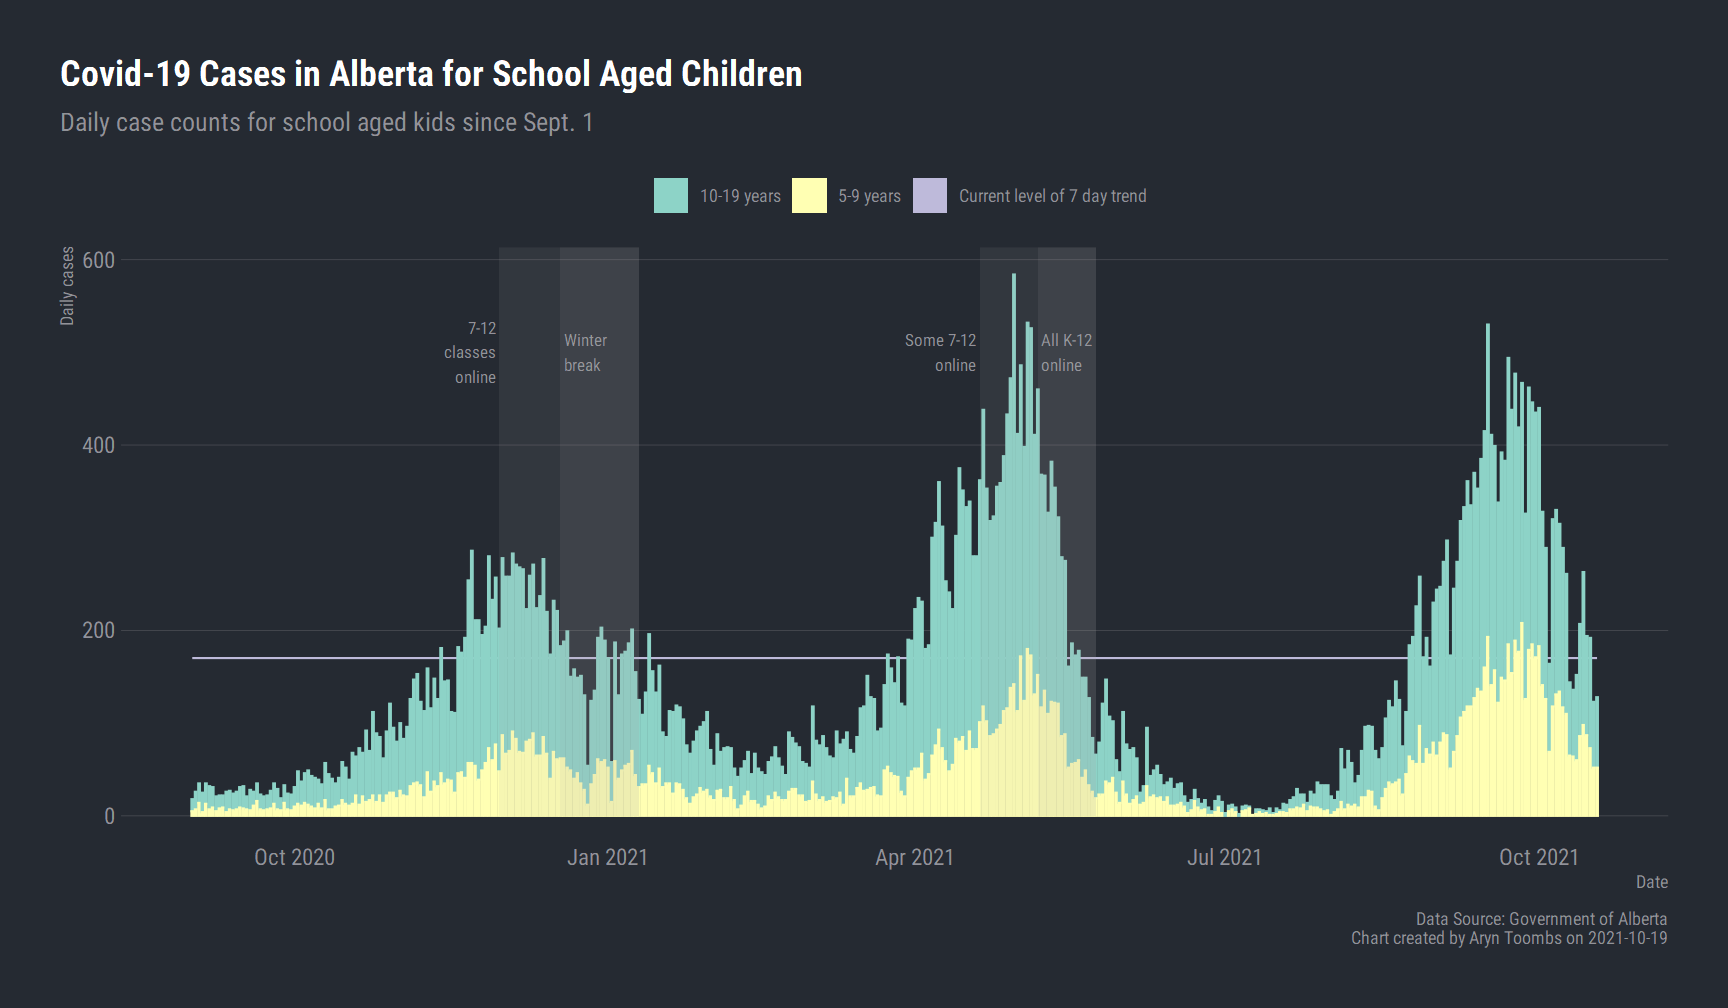 Covid-19 Cases in Alberta for School Aged Children
Daily case counts for school aged kids since Sept. 1
10-19 years
5-9 years
Current level of 7 day trend
Daily cases
600
400
200
0
7-12
classes
online
Winter
break
Some 7-12
online
All K-12
online
Oct 2020
Jan 2021
Apr 2021
Jul 2021
Oct 2021
Date
Data Source: Government of Alberta
Chart created by Aryn Toombs on 2021-10-19